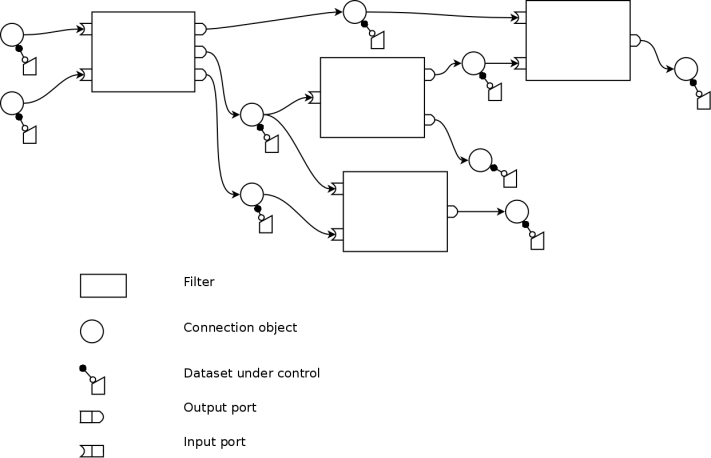 Filter
Connection object
Dataset under control
Output port
Input port